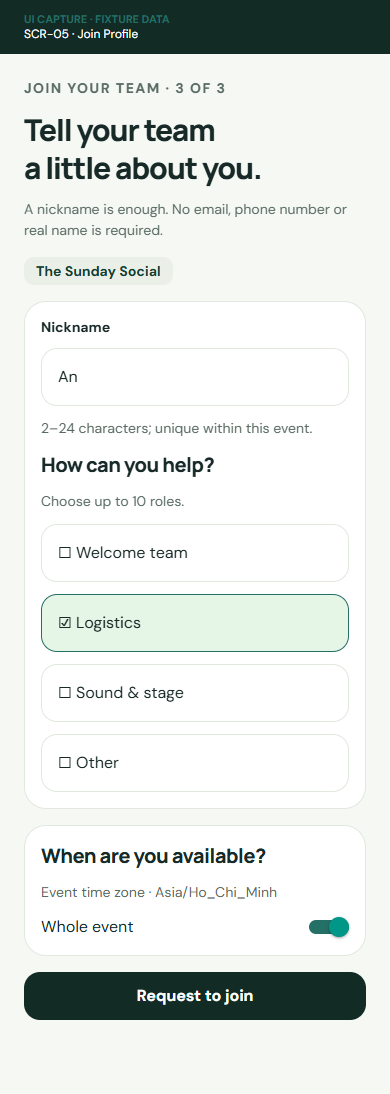 UI CAPTURE · FIXTURE DATA
SCR-05 · Join Profile
JOIN YOUR TEAM · 3 OF 3
Tell your team
a little about you.
A nickname is enough. No email, phone number or
real name is required.
The Sunday Social
Nickname
An
2–24 characters; unique within this event.
How can you help?
Choose up to 10 roles.
☐ Welcome team
☑ Logistics
☐ Sound & stage
☐ Other
When are you available?
Event time zone · Asia/Ho_Chi_Minh
Whole event
Request to join